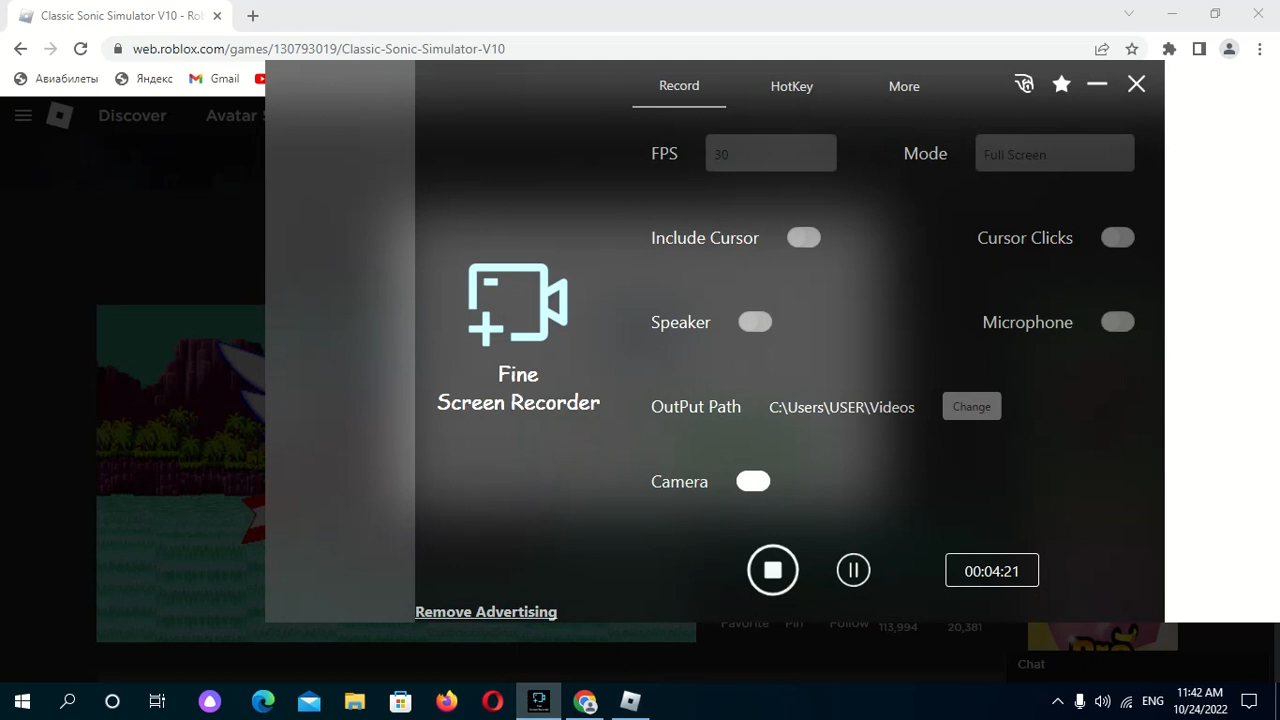 Classic Sonic Simulator V10 - Rob
web.roblox.com/games/130793019/Classic-Sonic-Simulator-V10
Авиабилеты
Яндекс
Gmail
Discover
Avatar
Record
HotKey
More
FPS
30
Mode
Full Screen
Include Cursor
Cursor Clicks
Speaker
Microphone
Fine
Screen Recorder
OutPut Path
C:\Users\USER\Videos
Change
Camera
00:04:21
Remove Advertising
Favorite
Pin
Follow
113,994
20,381
Chat
ENG
11:42 AM
10/24/2022